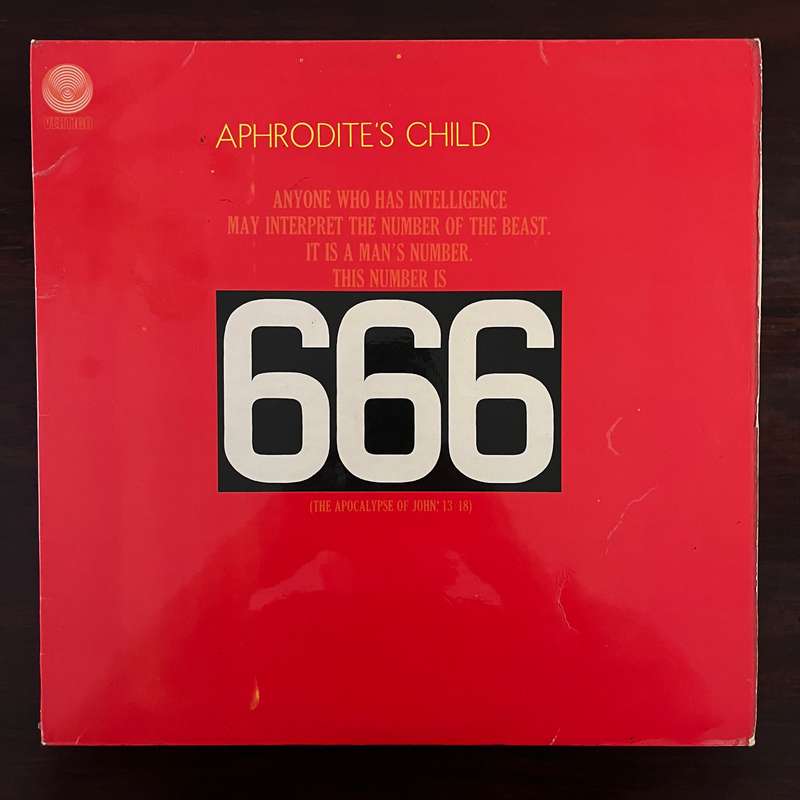 VERTIGO
APHRODITE'S CHILD
ANYONE WHO HAS INTELLIGENCE
MAY INTERPRET THE NUMBER OF THE BEAST.
IT IS A MAN'S NUMBER.
THIS NUMBER IS
666
(THE APOCALYPSE OF JOHN,' 13-18)